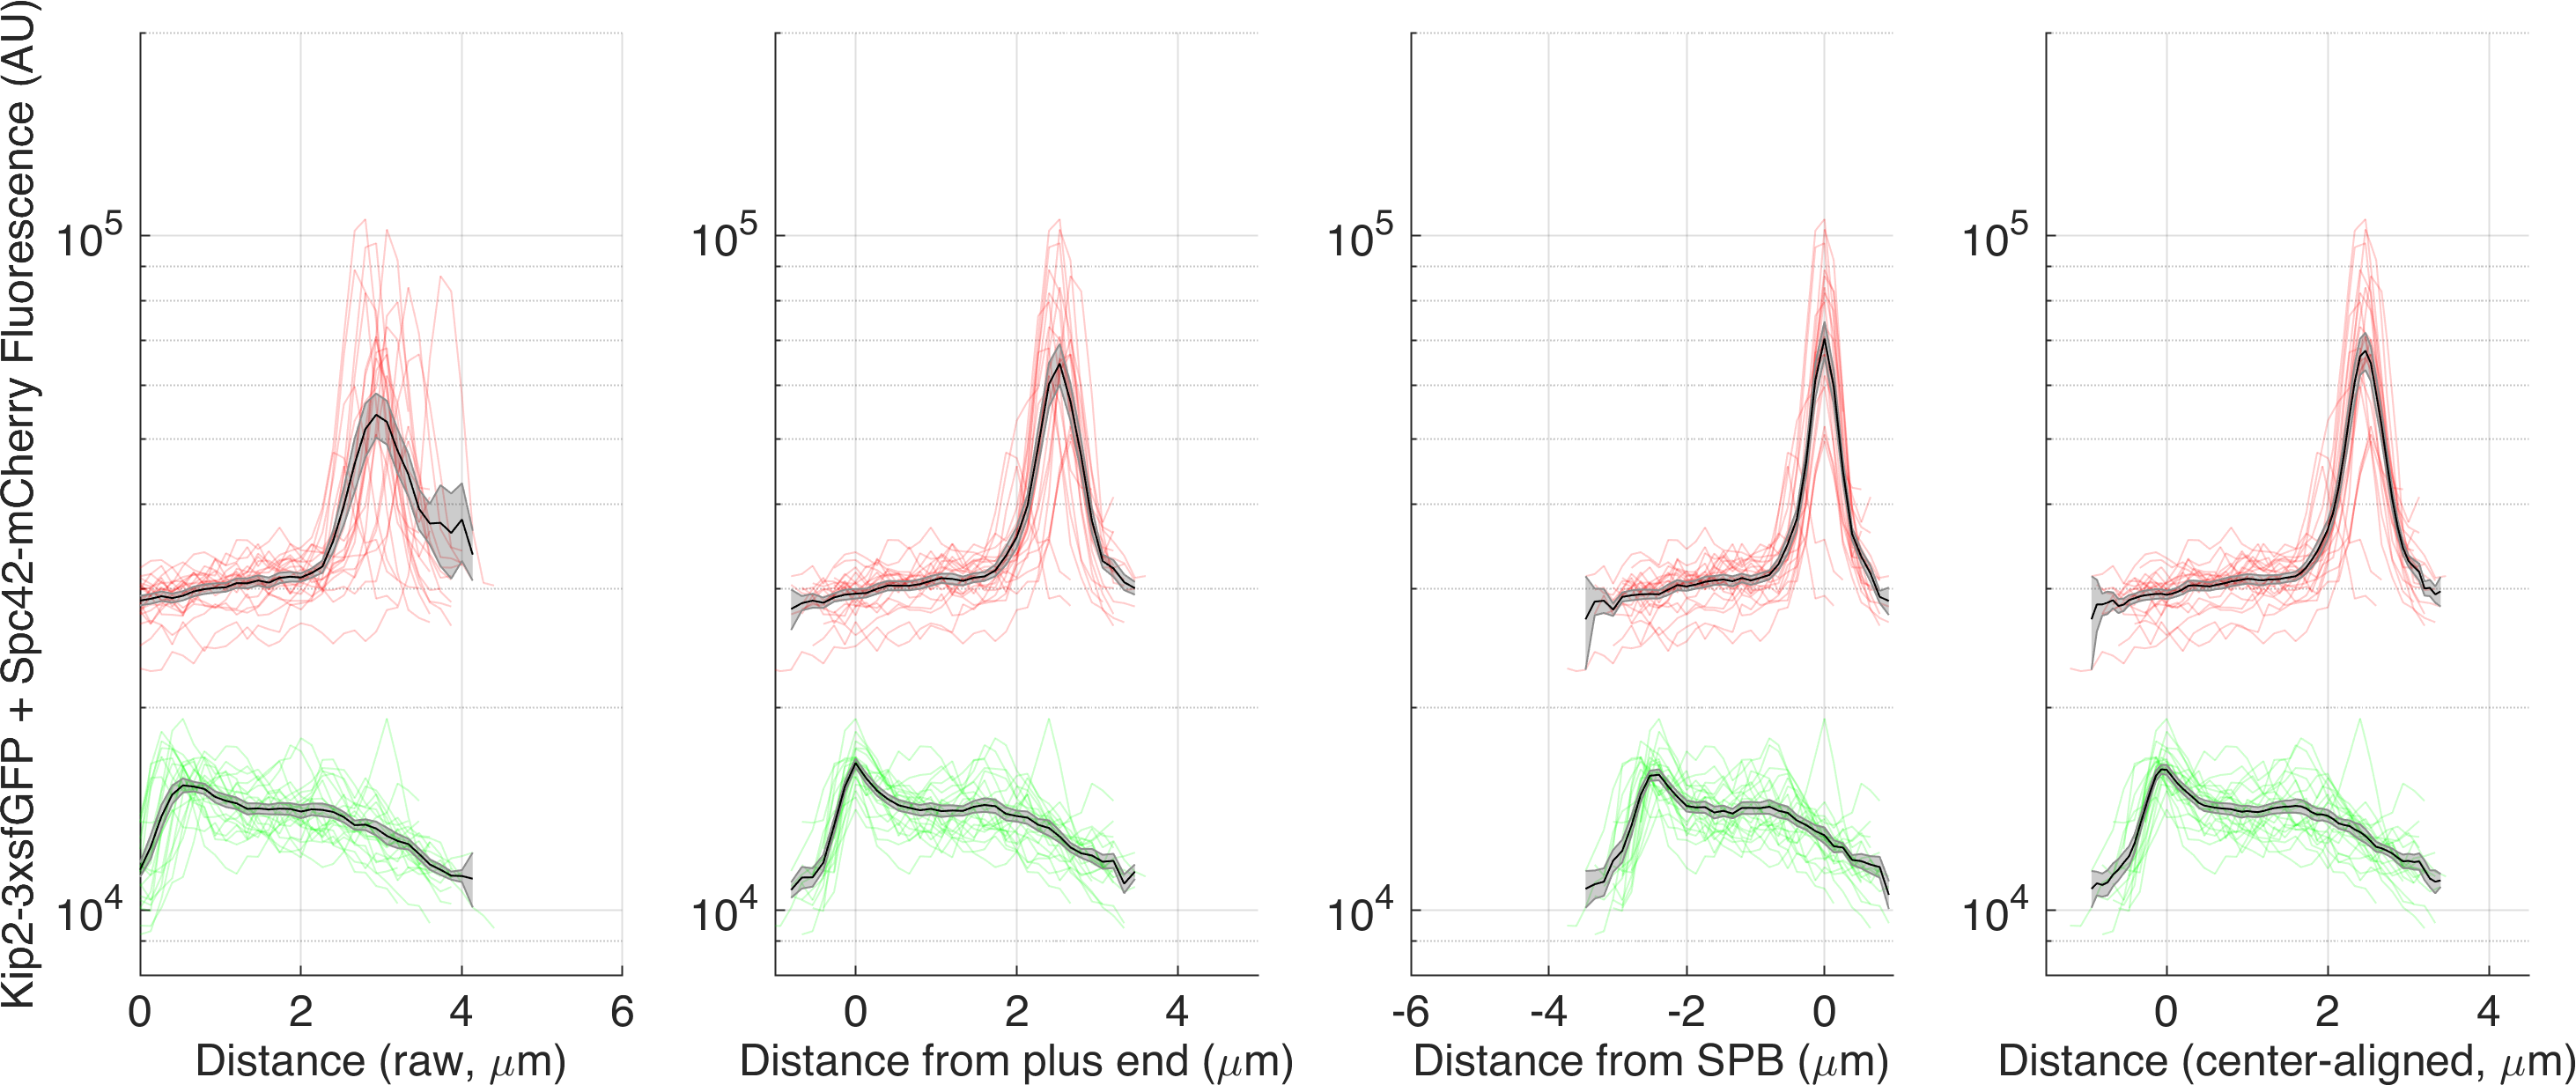 Kip2-3xsfGFP + Spc42-mCherry Fluorescence (AU)
10^5
10^4
0 2 4 6
Distance (raw, μm)
10^5
10^4
0 2 4
Distance from plus end (μm)
10^5
10^4
-6 -4 -2 0
Distance from SPB (μm)
10^5
10^4
0 2 4
Distance (center-aligned, μm)